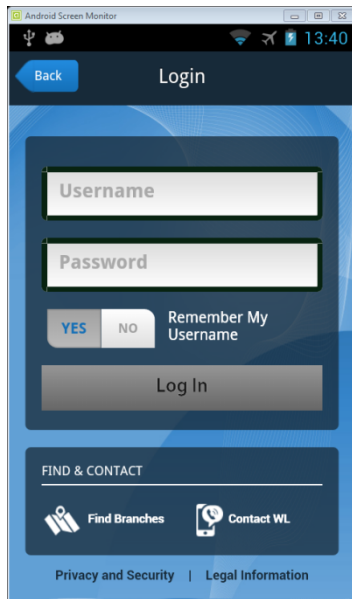 Android Screen Monitor
13:40
Back
Login
Username
Password
YES
NO
Remember My
Username
Log In
FIND & CONTACT
Find Branches
Contact WL
Privacy and Security | Legal Information